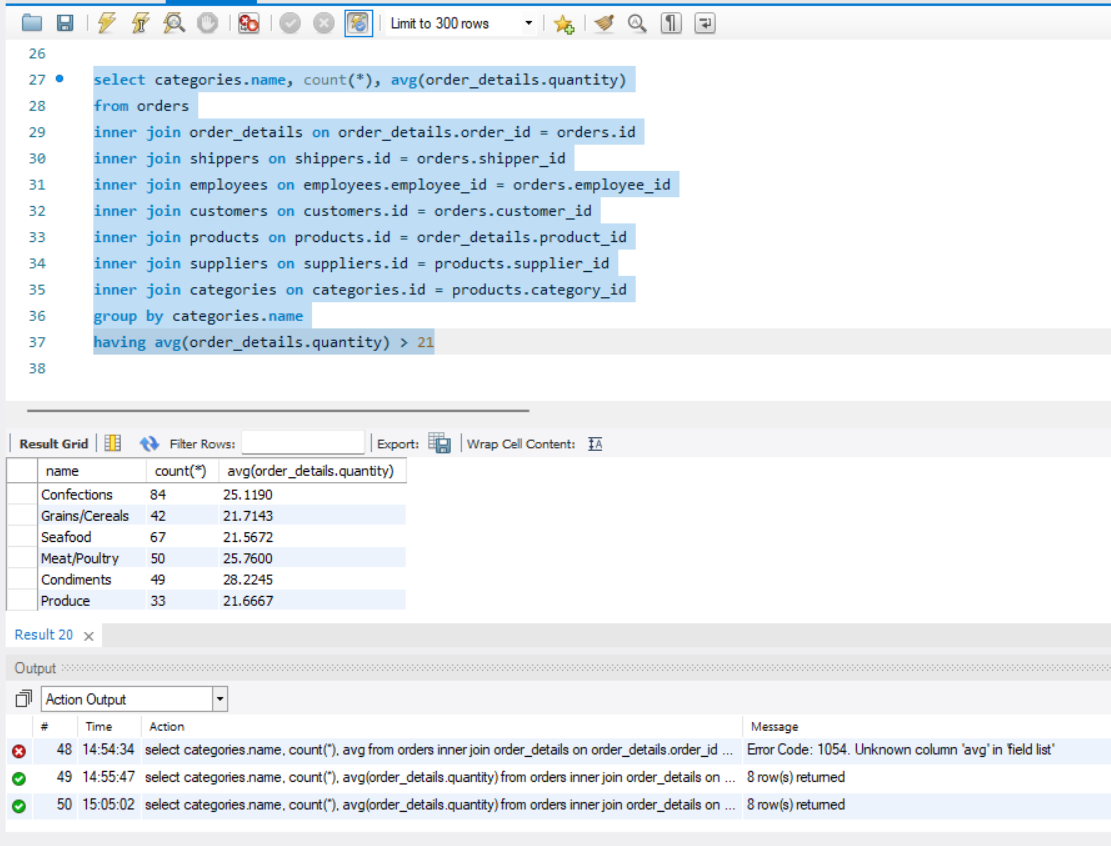 Limit to 300 rows
26
27 select categories.name, count(*), avg(order_details.quantity)
28 from orders
29 inner join order_details on order_details.order_id = orders.id
30 inner join shippers on shippers.id = orders.shipper_id
31 inner join employees on employees.employee_id = orders.employee_id
32 inner join customers on customers.id = orders.customer_id
33 inner join products on products.id = order_details.product_id
34 inner join suppliers on suppliers.id = products.supplier_id
35 inner join categories on categories.id = products.category_id
36 group by categories.name
37 having avg(order_details.quantity) > 21
38
Result Grid Filter Rows: Export: Wrap Cell Content: IA
name count(*) avg(order_details.quantity)
Confections 84 25.1190
Grains/Cereals 42 21.7143
Seafood 67 21.5672
Meat/Poultry 50 25.7600
Condiments 49 28.2245
Produce 33 21.6667
Result 20 ×
Output
Action Output
# Time Action Message
48 14:54:34 select categories.name, count(*), avg from orders inner join order_details on order_details.order_id ... Error Code: 1054. Unknown column 'avg' in 'field list'
49 14:55:47 select categories.name, count(*), avg(order_details.quantity) from orders inner join order_details on ... 8 row(s) returned
50 15:05:02 select categories.name, count(*), avg(order_details.quantity) from orders inner join order_details on ... 8 row(s) returned